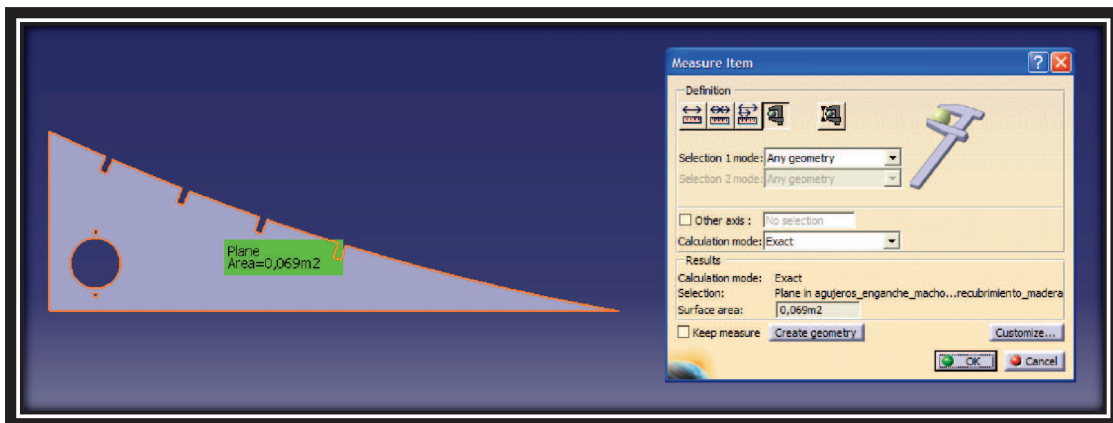 Plane
Area=0,069m2
Measure Item
Definition
Selection 1 mode: Any geometry
Selection 2 mode: Any geometry
Other axis : No selection
Calculation mode: Exact
Results
Calculation mode: Exact
Selection: Plane in agujeros_enganche_macho...recubrimiento_madera
Surface area: 0,069m2
Keep measure Create geometry Customize...
OK Cancel